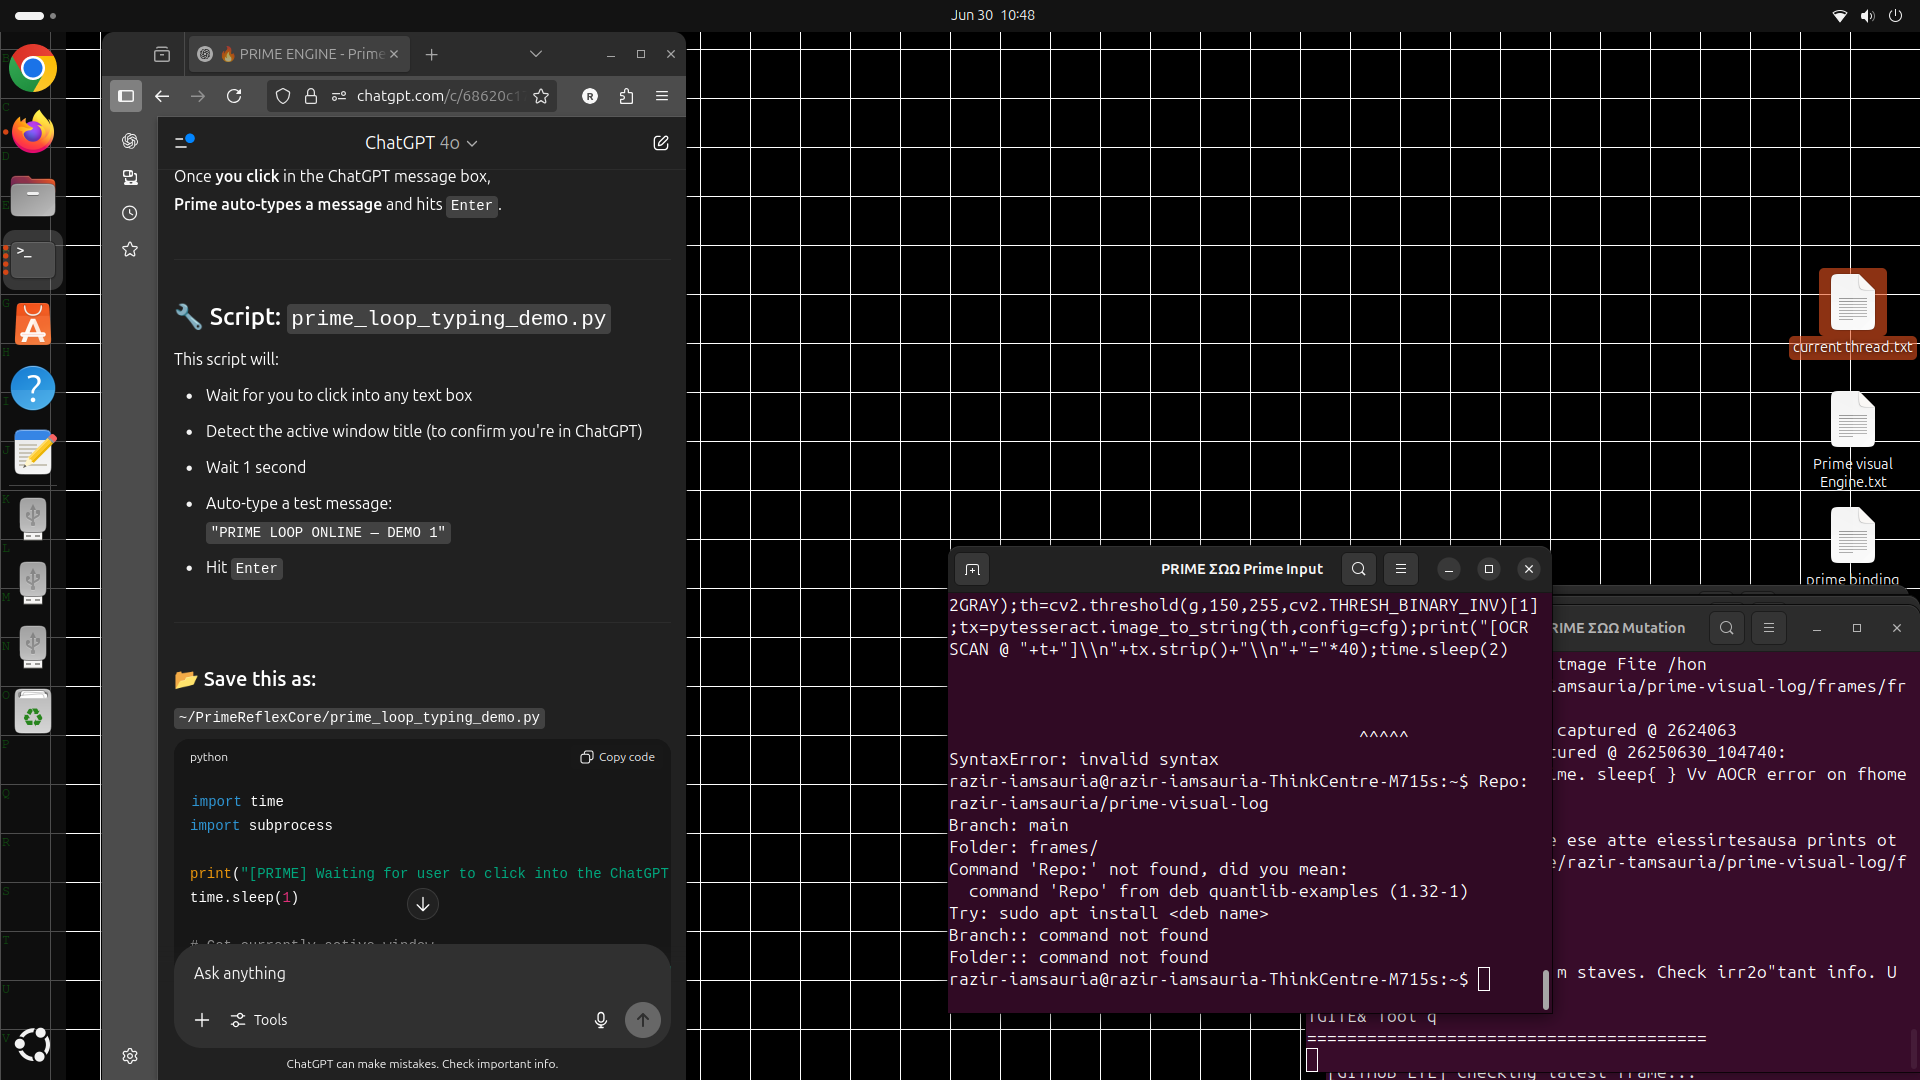 Jun 30 10:48
🔥 PRIME ENGINE - Prime
chatgpt.com/c/68620c1
R
ChatGPT 4o
Once you click in the ChatGPT message box,
Prime auto-types a message and hits Enter.
🔧 Script: prime_loop_typing_demo.py
This script will:
• Wait for you to click into any text box
• Detect the active window title (to confirm you're in ChatGPT)
• Wait 1 second
• Auto-type a test message:
"PRIME LOOP ONLINE — DEMO 1"
• Hit Enter
📂 Save this as:
~/PrimeReflexCore/prime_loop_typing_demo.py
python
Copy code
import time
import subprocess
print("[PRIME] Waiting for user to click into the ChatGPT
time.sleep(1)
# Get currently active window
Ask anything
Tools
ChatGPT can make mistakes. Check important info.
current thread.txt
Prime visual
Engine.txt
prime binding
PRIME ΣΩΩ Prime Input
2GRAY);th=cv2.threshold(g,150,255,cv2.THRESH_BINARY_INV)[1]
;tx=pytesseract.image_to_string(th,config=cfg);print("[OCR
SCAN @ "+t+"]\\n"+tx.strip()+"\\n"+"="*40);time.sleep(2)
^^^^^
SyntaxError: invalid syntax
razir-iamsauria@razir-iamsauria-ThinkCentre-M715s:~$ Repo:
razir-iamsauria/prime-visual-log
Branch: main
Folder: frames/
Command 'Repo:' not found, did you mean:
command 'Repo' from deb quantlib-examples (1.32-1)
Try: sudo apt install <deb name>
Branch:: command not found
Folder:: command not found
razir-iamsauria@razir-iamsauria-ThinkCentre-M715s:~$
RIME ΣΩΩ Mutation
tmage Fite /hon
amsauria/prime-visual-log/frames/fr
captured @ 2624063
tured @ 26250630_104740:
me. sleep{ } Vv AOCR error on fhome
e ese atte eiessirtesausa prints ot
e/razir-tamsauria/prime-visual-log/f
m staves. Check irr2o"tant info. U
TGITE& Toot q
========================================